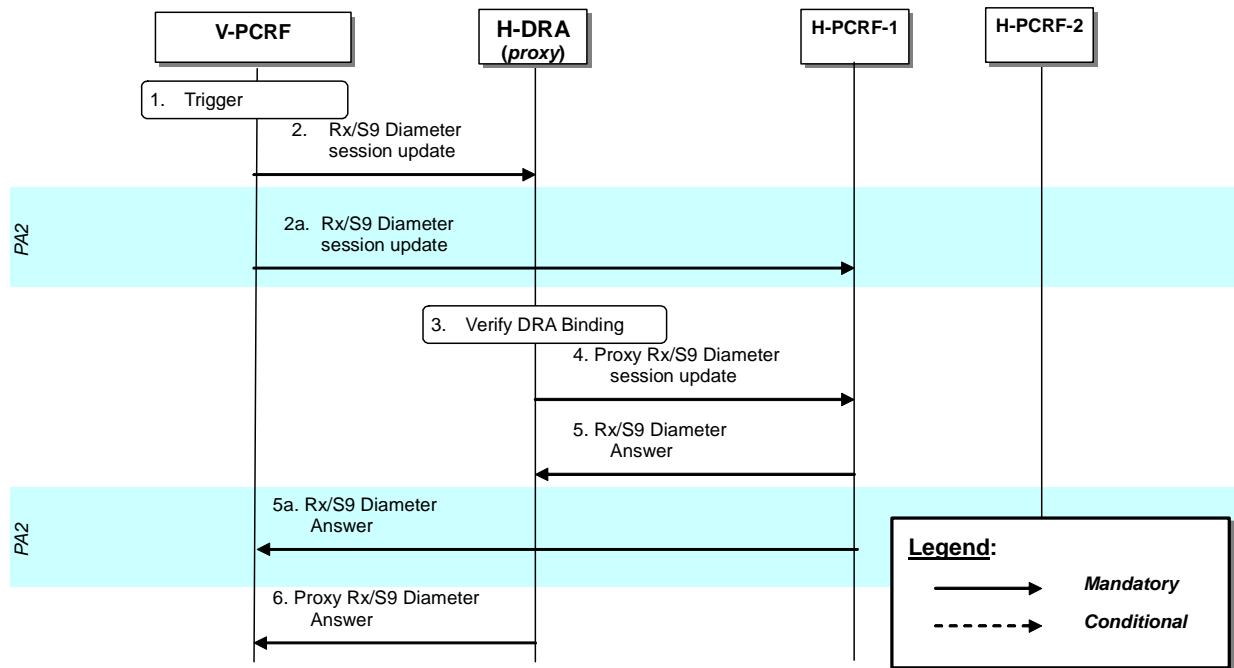 V-PCRF
H-DRA
(proxy)
H-PCRF-1
H-PCRF-2
1. Trigger
2. Rx/S9 Diameter
session update
PA2
2a. Rx/S9 Diameter
session update
3. Verify DRA Binding
4. Proxy Rx/S9 Diameter
session update
5. Rx/S9 Diameter
Answer
PA2
5a. Rx/S9 Diameter
Answer
6. Proxy Rx/S9 Diameter
Answer
Legend:
Mandatory
Conditional